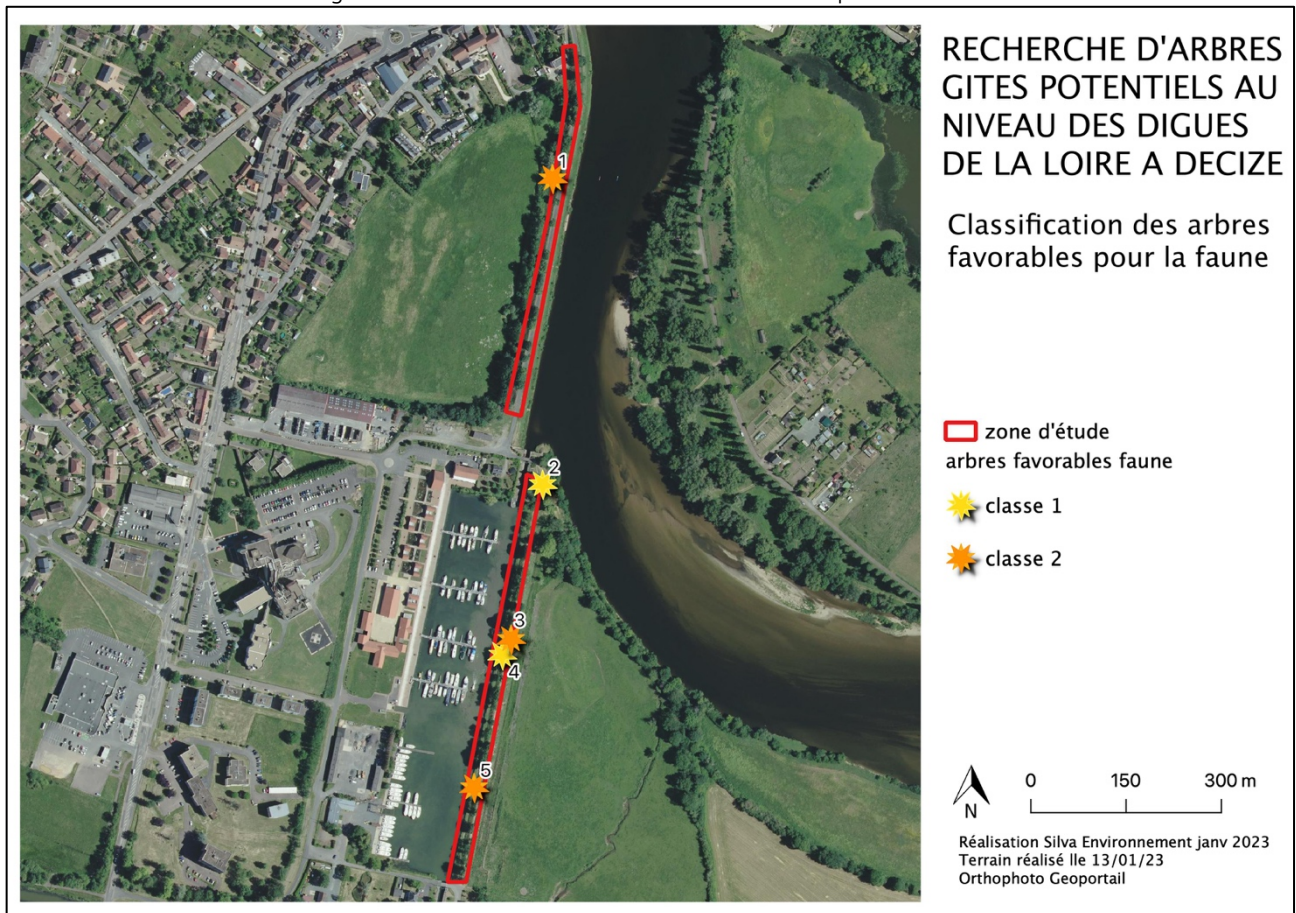 RECHERCHE D'ARBRES
GITES POTENTIELS AU
NIVEAU DES DIGUES
DE LA LOIRE A DECIZE
Classification des arbres
favorables pour la faune
1
2
3
4
5
zone d'étude
arbres favorables faune
classe 1
classe 2
N
0 150 300 m
Réalisation Silva Environnement janv 2023
Terrain réalisé lle 13/01/23
Orthophoto Geoportail